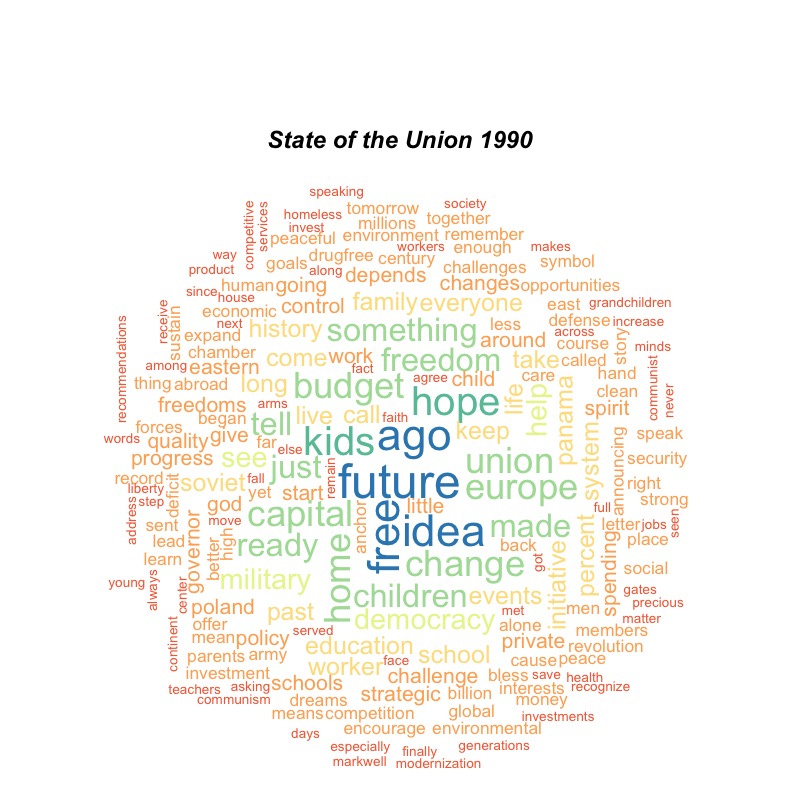 State of the Union 1990
speaking
society
competitive
services
homeless
tomorrow
together
invest
millions
peaceful
environment
remember
way
goals
drugfree
century
workers
enough
makes
product
along
depends
challenges
symbol
since
human
going
changes
opportunities
house
control
family
everyone
east
grandchildren
receive
sustain
economic
next
history
something
less
defense
increase
recommendations
expand
around
across
course
story
minds
chamber
come
work
freedom
take
called
among
eastern
fact
care
hand
communist
never
thing
abroad
long
budget
agree
child
life
help
panama
clean
freedoms
arms
hope
spirit
forces
began
tell
live
call
faith
words
quality
give
far
kids
ago
keep
system
announcing
speak
progress
see
else
just
remain
union
security
record
soviet
fall
future
europe
right
liberty
deficit
yet
start
strong
step
god
capital
anchor
free
little
full
address
sent
governor
move
idea
made
letter
jobs
seen
lead
better
high
ready
back
percent
spending
place
learn
home
change
got
initiative
social
young
always
center
military
children
events
gates
precious
poland
past
democracy
met
men
matter
continent
offer
served
alone
members
mean
policy
education
private
revolution
parents
army
worker
face
school
cause
peace
investment
challenge
bless
save
health
teachers
asking
schools
strategic
billion
interests
recognize
communism
dreams
money
means
competition
global
investments
days
encourage
environmental
especially
finally
generations
markwell
modernization